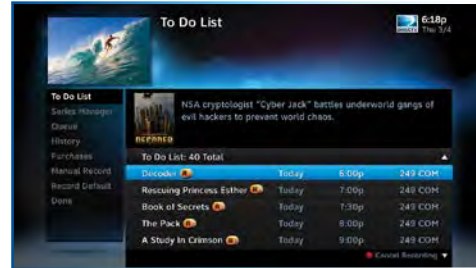 To Do List
6:18p
DIRECTV Thu 3/4
To Do List
Series Manager
Queue
History
Purchases
Manual Record
Record Default
Done
NSA cryptologist "Cyber Jack" battles underworld gangs of
evil hackers to prevent world chaos.
DECODER
To Do List: 40 Total
Decoder Today 6:00p 249 COM
Rescuing Princess Esther Today 7:00p 249 COM
Book of Secrets Today 7:30p 249 COM
The Pack Today 8:00p 249 COM
A Study In Crimson Today 9:00p 249 COM
Cancel Recording